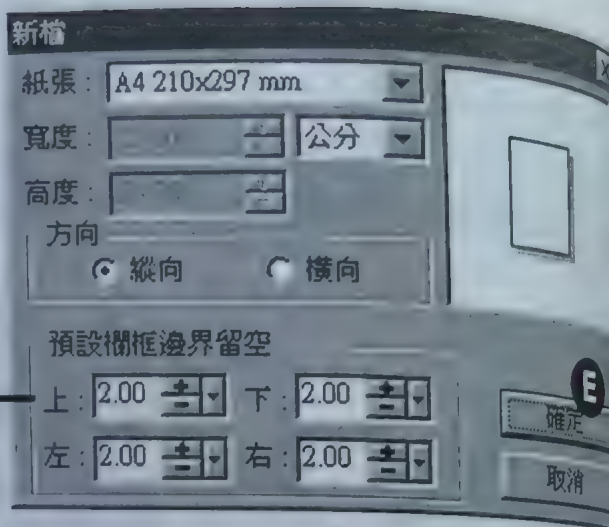 新檔
X
紙張: A4 210x297 mm
寬度: 公分
高度:
方向
縱向 橫向
預設欄框邊界留空
上: 2.00 下: 2.00
左: 2.00 右: 2.00
E
確定
取消